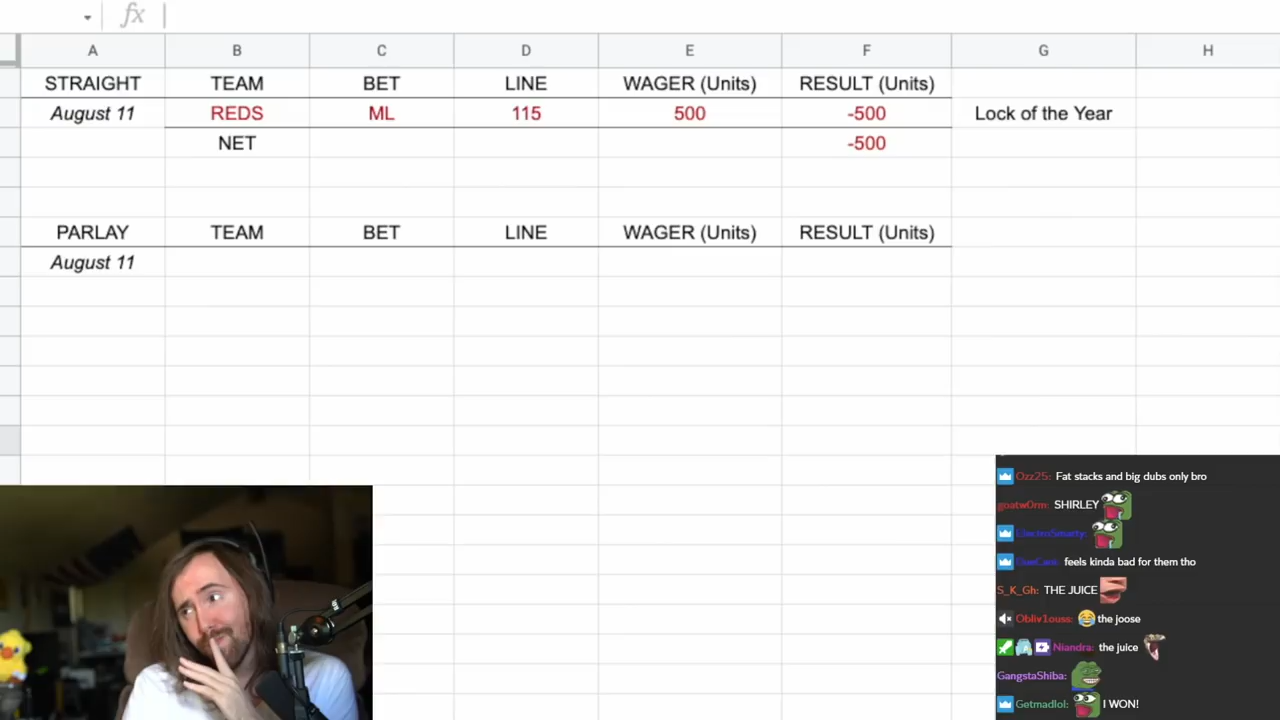 fx
A B C D E F G H
STRAIGHT TEAM BET LINE WAGER (Units) RESULT (Units)
August 11 REDS ML 115 500 -500 Lock of the Year
NET -500
PARLAY TEAM BET LINE WAGER (Units) RESULT (Units)
August 11
Ozz25: Fat stacks and big dubs only bro
goatw0rm: SHIRLEY
feels kinda bad for them tho
S_K_Gh: THE JUICE
Obliv1ouss: the joose
Niandra: the juice
GangstaShiba:
Getmadlol: I WON!